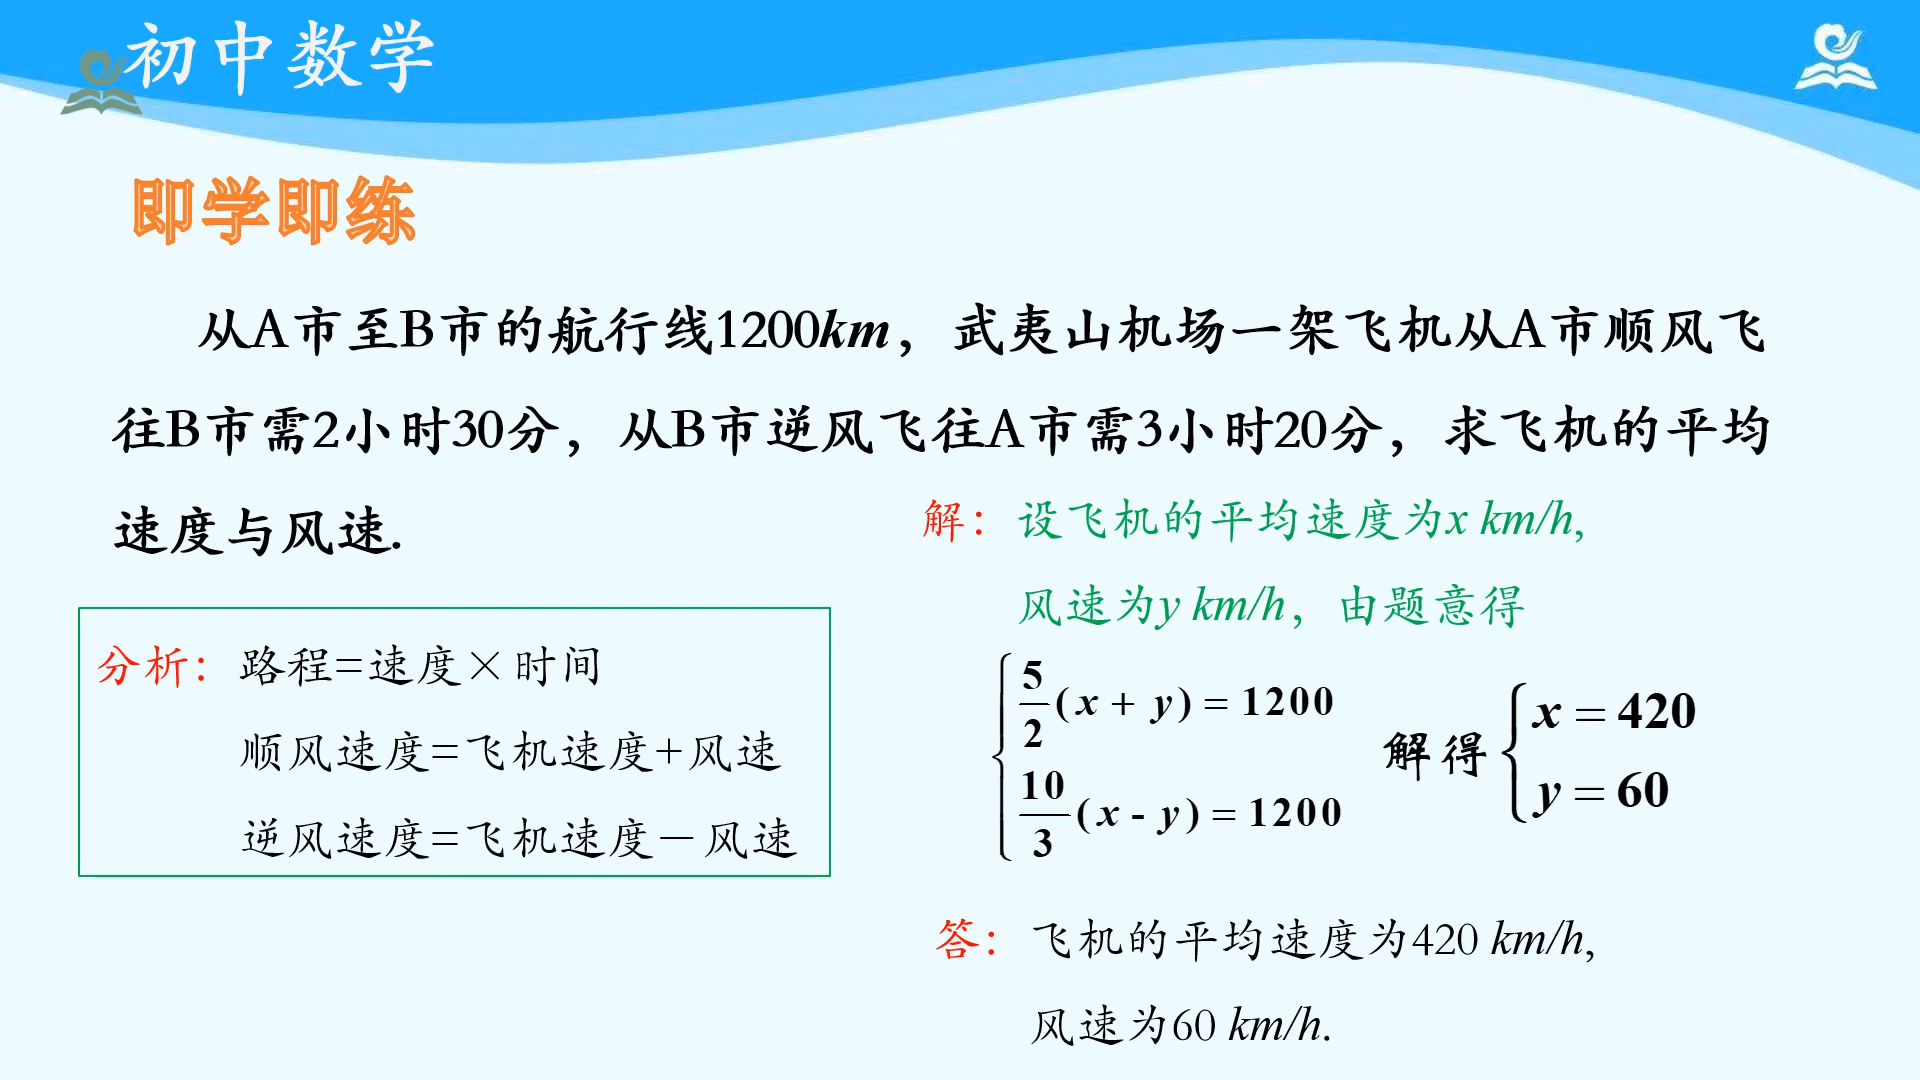 初中数学
即学即练
从A市至B市的航行线1200km，武夷山机场一架飞机从A市顺风飞
往B市需2小时30分，从B市逆风飞往A市需3小时20分，求飞机的平均
速度与风速.
分析：路程=速度×时间
顺风速度=飞机速度+风速
逆风速度=飞机速度－风速
解：设飞机的平均速度为x km/h,
风速为y km/h，由题意得
{ 5/2 (x + y) = 1200
10/3 (x - y) = 1200
解得 { x = 420
y = 60
答：飞机的平均速度为420 km/h,
风速为60 km/h.